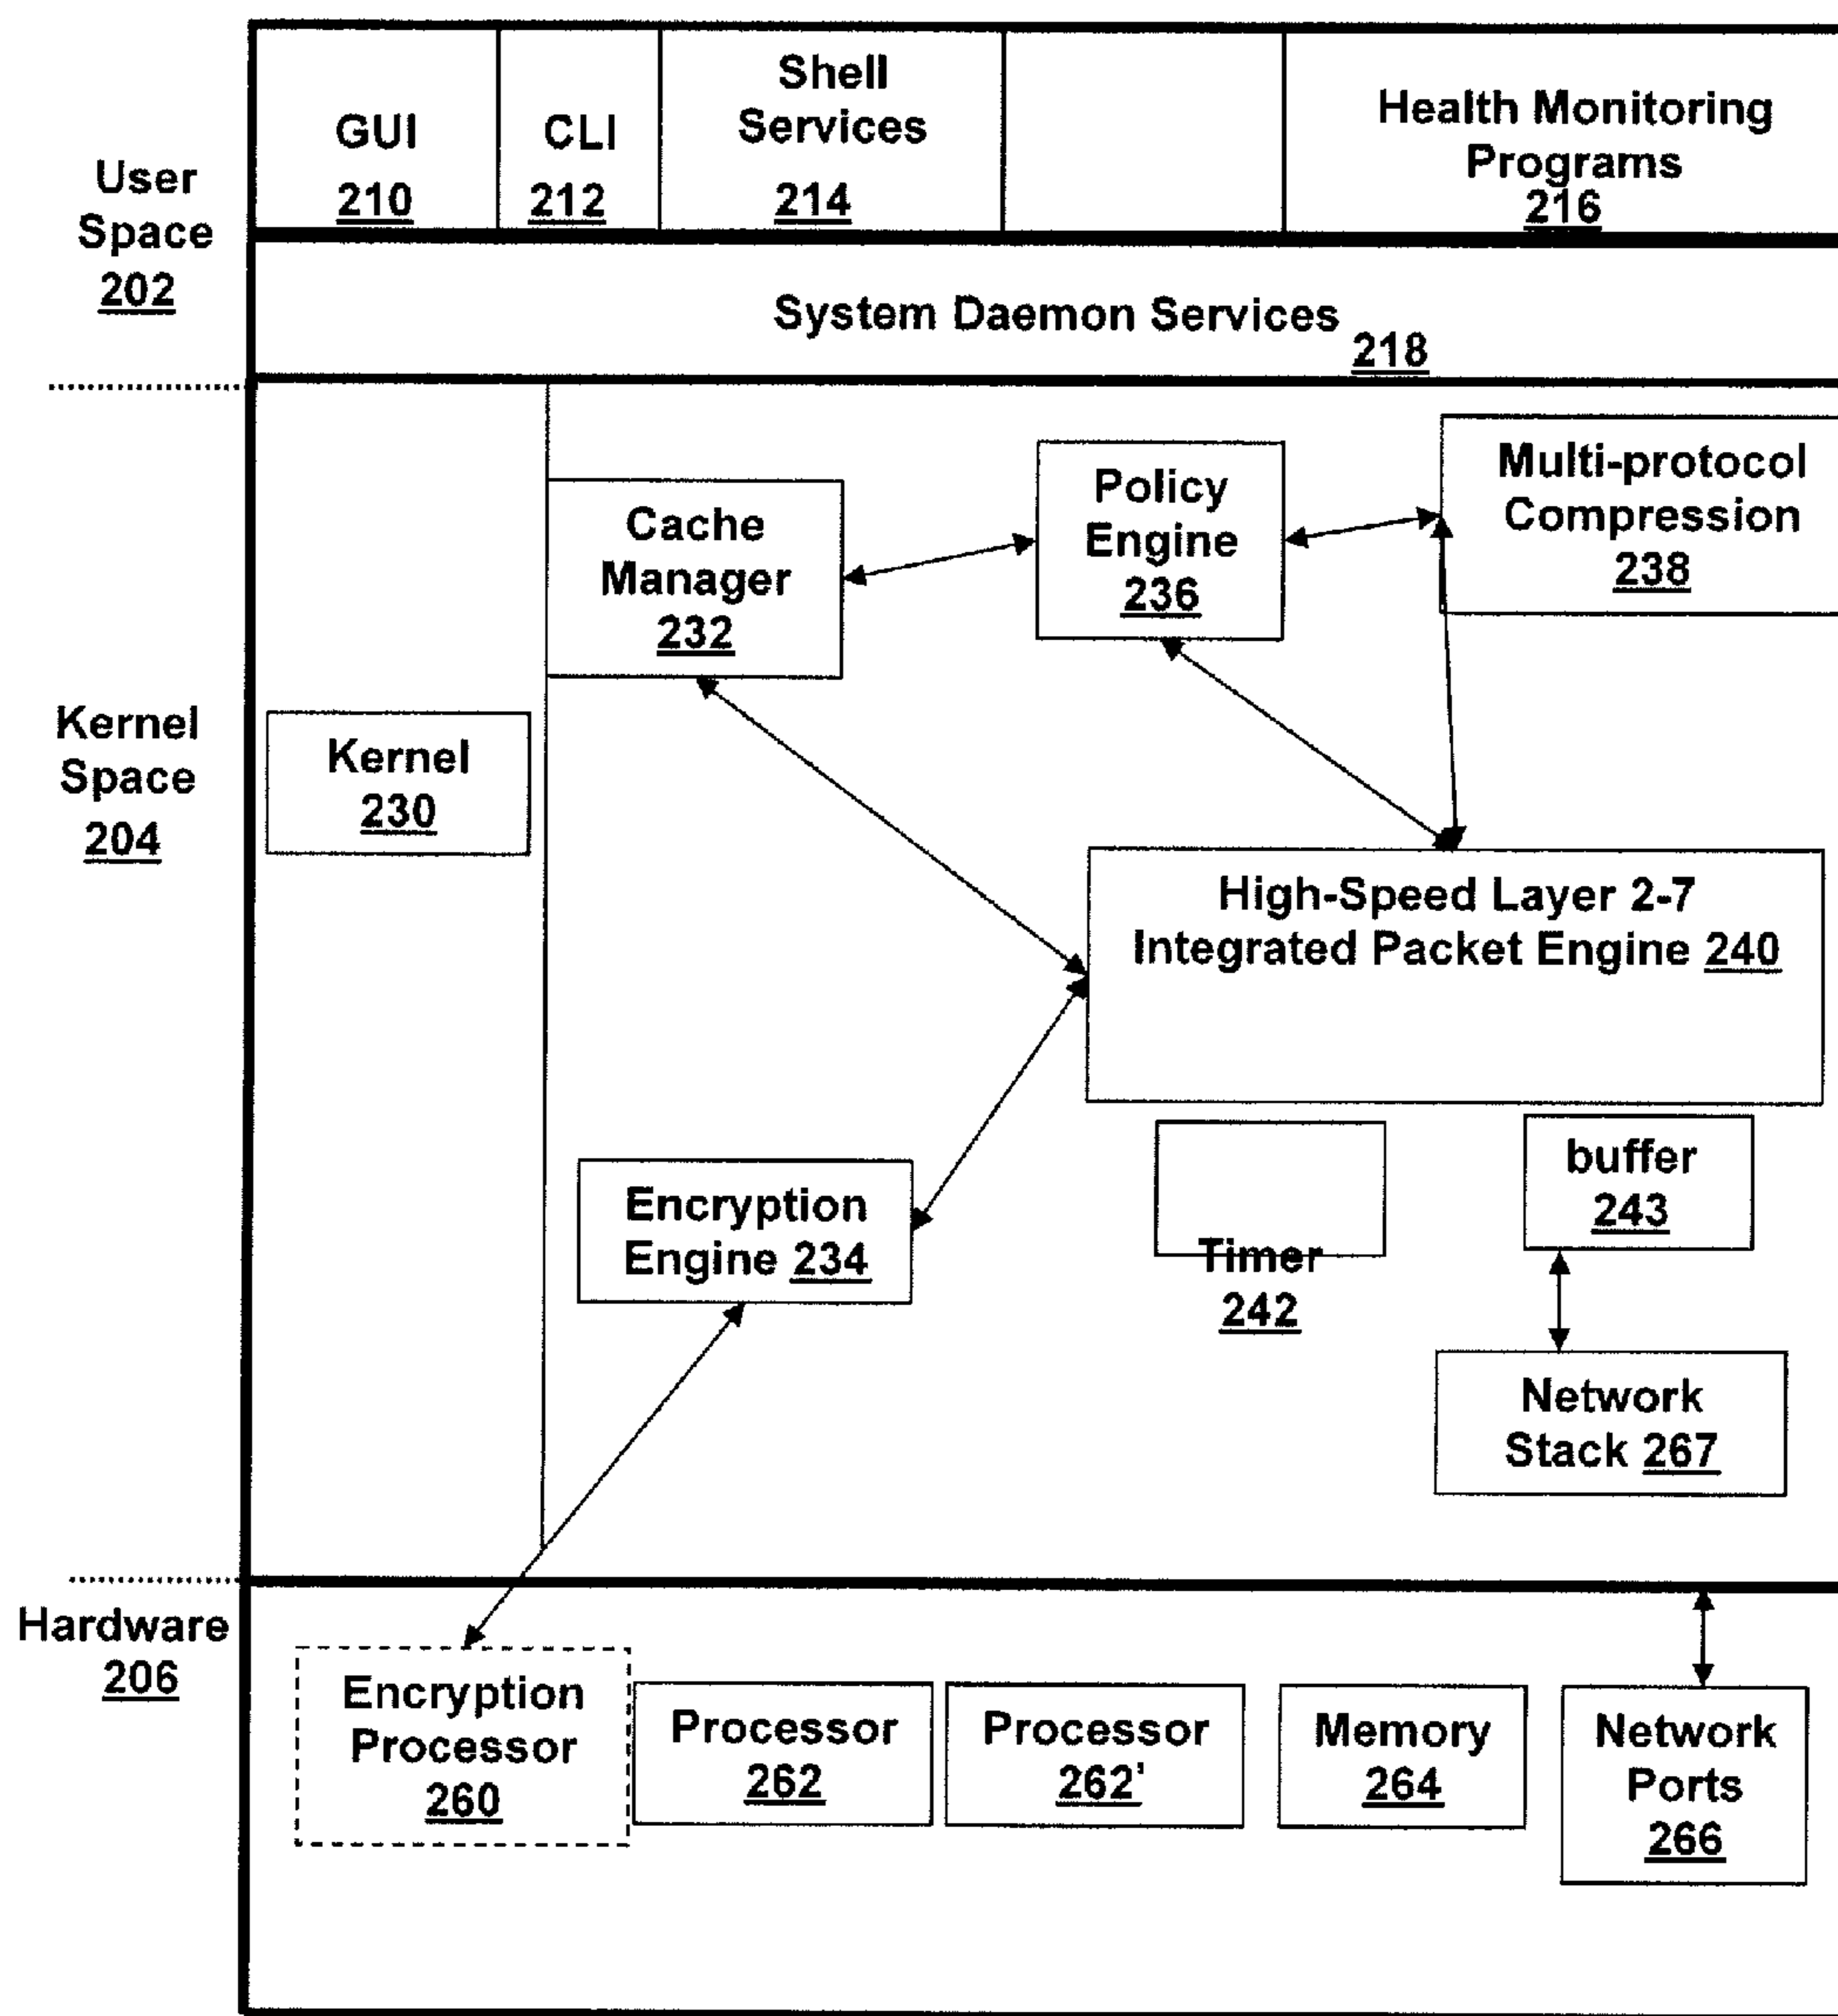 User
Space
202
GUI
210
CLI
212
Shell
Services
214
Health Monitoring
Programs
216
System Daemon Services
218
Kernel
Space
204
Kernel
230
Cache
Manager
232
Policy
Engine
236
Multi-protocol
Compression
238
High-Speed Layer 2-7
Integrated Packet Engine 240
Encryption
Engine 234
Timer
242
buffer
243
Network
Stack 267
Hardware
206
Encryption
Processor
260
Processor
262
Processor
262'
Memory
264
Network
Ports
266